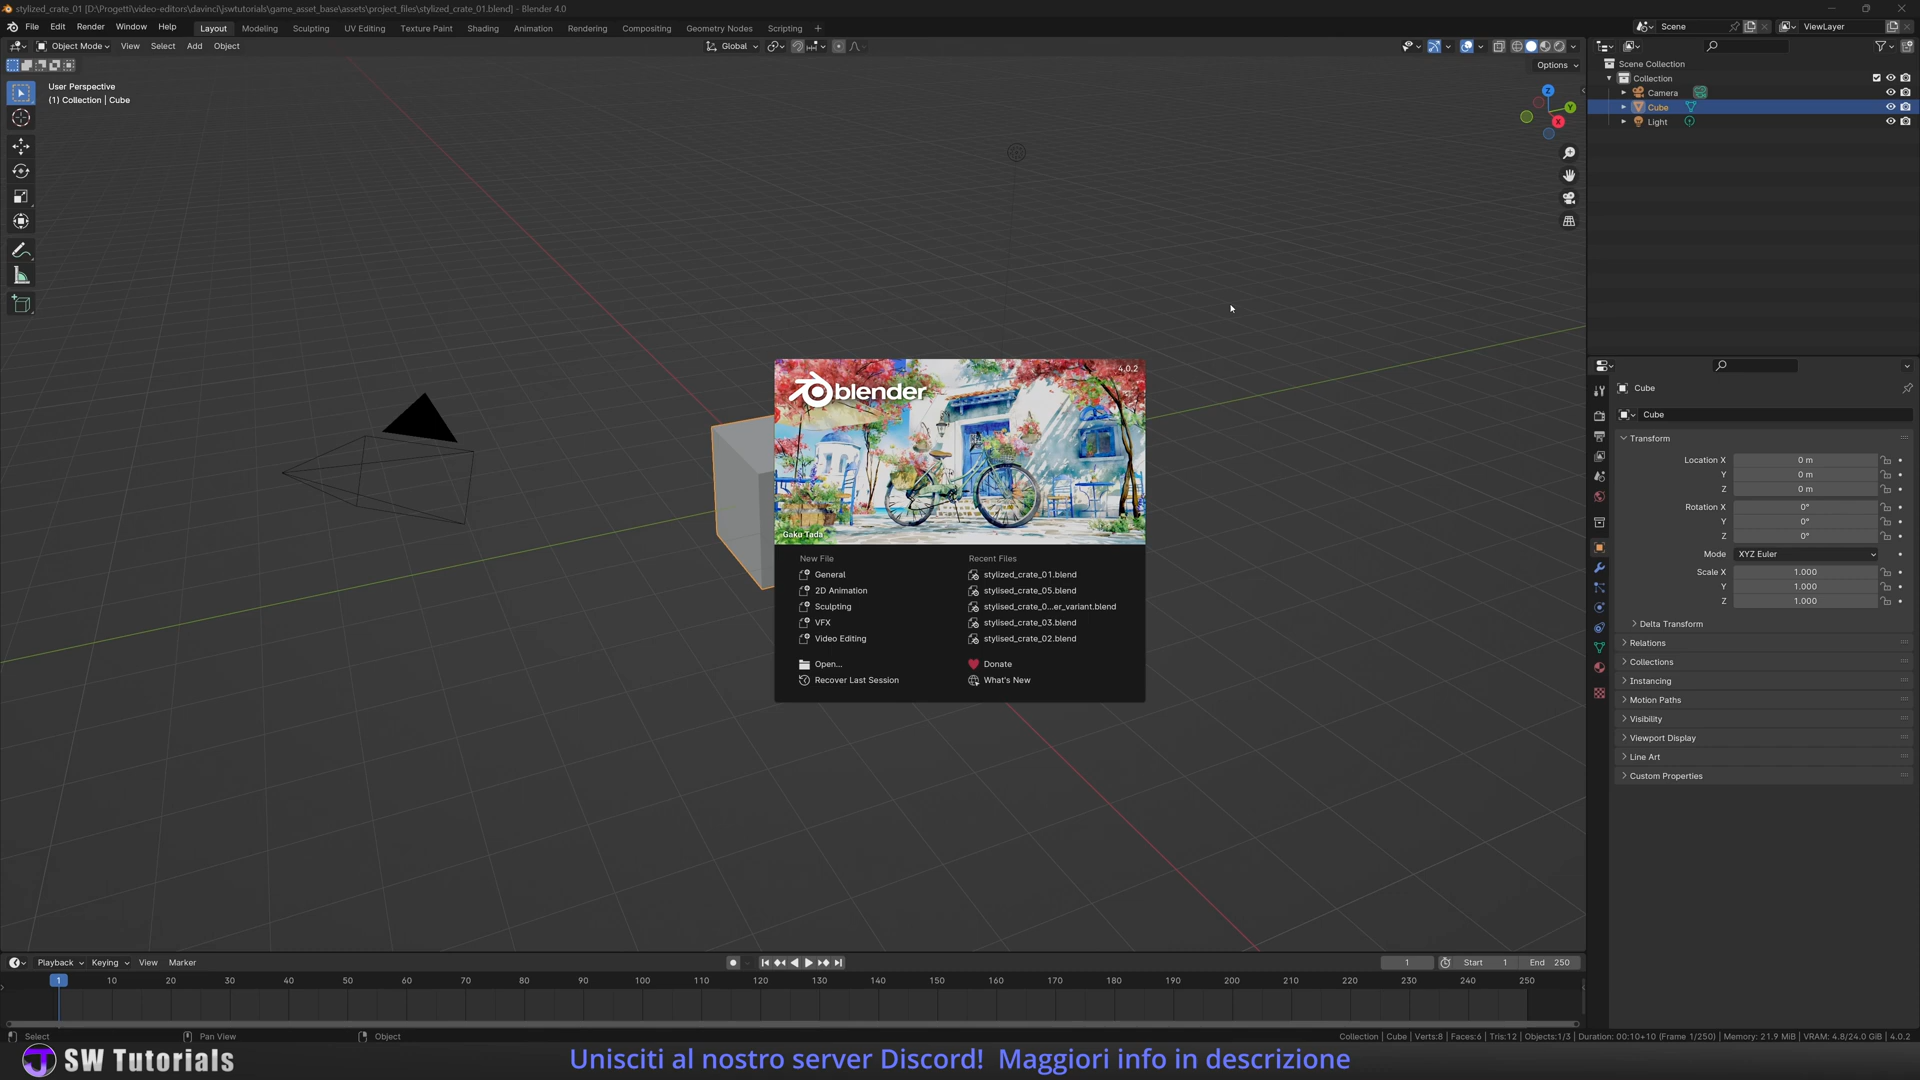 stylized_crate_01 [D:\Progetti\video-editors\davinci\jswtutorials\game_asset_base\assets\project_files\stylized_crate_01.blend] - Blender 4.0
File Edit Render Window Help Layout Modeling Sculpting UV Editing Texture Paint Shading Animation Rendering Compositing Geometry Nodes Scripting + Scene ViewLayer
Object Mode View Select Add Object Global
Options
User Perspective
(1) Collection | Cube
Z
Y
X
Scene Collection
Collection
Camera
Cube
Light
4.0.2
blender
Gaku Tada
New File
General
2D Animation
Sculpting
VFX
Video Editing
Open...
Recover Last Session
Recent Files
stylized_crate_01.blend
stylised_crate_05.blend
stylised_crate_0...er_variant.blend
stylised_crate_03.blend
stylised_crate_02.blend
Donate
What's New
Cube
Cube
Transform
Location X 0 m
Y 0 m
Z 0 m
Rotation X 0°
Y 0°
Z 0°
Mode XYZ Euler
Scale X 1.000
Y 1.000
Z 1.000
Delta Transform
Relations
Collections
Instancing
Motion Paths
Visibility
Viewport Display
Line Art
Custom Properties
Playback Keying View Marker 1 Start 1 End 250
1 10 20 30 40 50 60 70 80 90 100 110 120 130 140 150 160 170 180 190 200 210 220 230 240 250
Select Pan View Object Collection | Cube | Verts:8 | Faces:6 | Tris:12 | Objects:1/3 | Duration: 00:10+10 (Frame 1/250) | Memory: 21.9 MiB | VRAM: 4.8/24.0 GiB | 4.0.2
SW Tutorials Unisciti al nostro server Discord! Maggiori info in descrizione